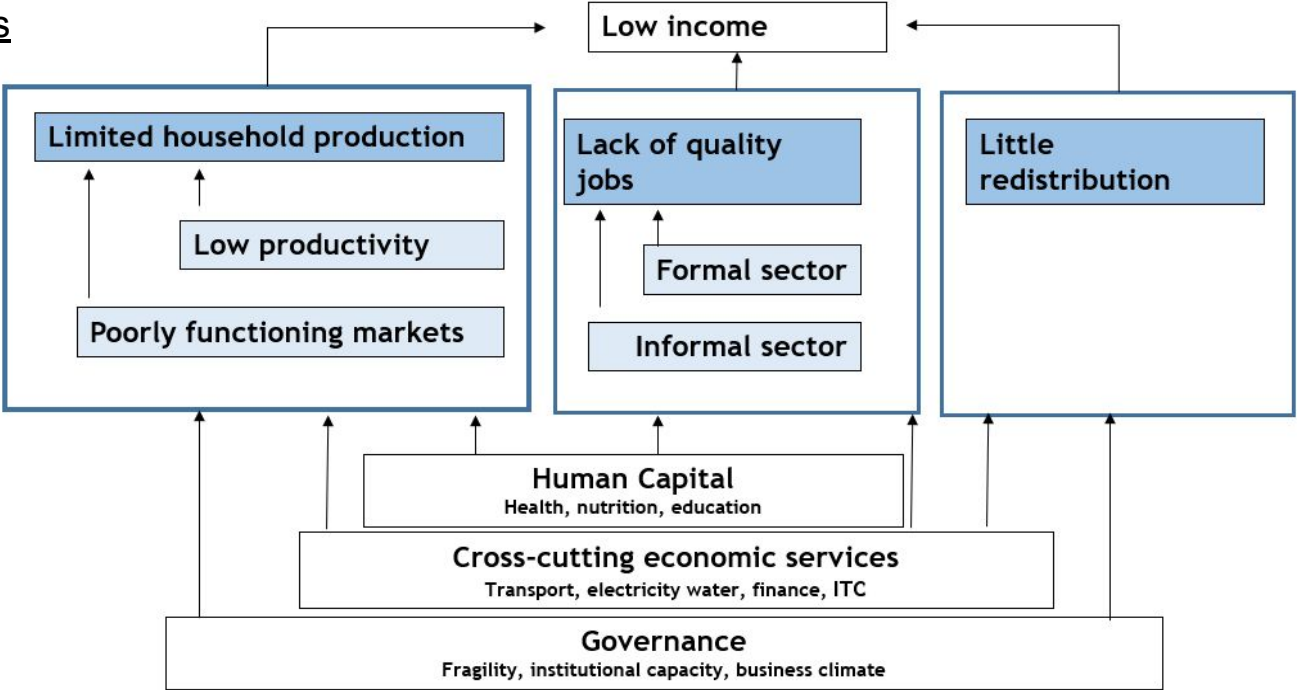 s
Low income
Limited household production
Low productivity
Poorly functioning markets
Lack of quality
jobs
Formal sector
Informal sector
Little
redistribution
Human Capital
Health, nutrition, education
Cross-cutting economic services
Transport, electricity water, finance, ITC
Governance
Fragility, institutional capacity, business climate